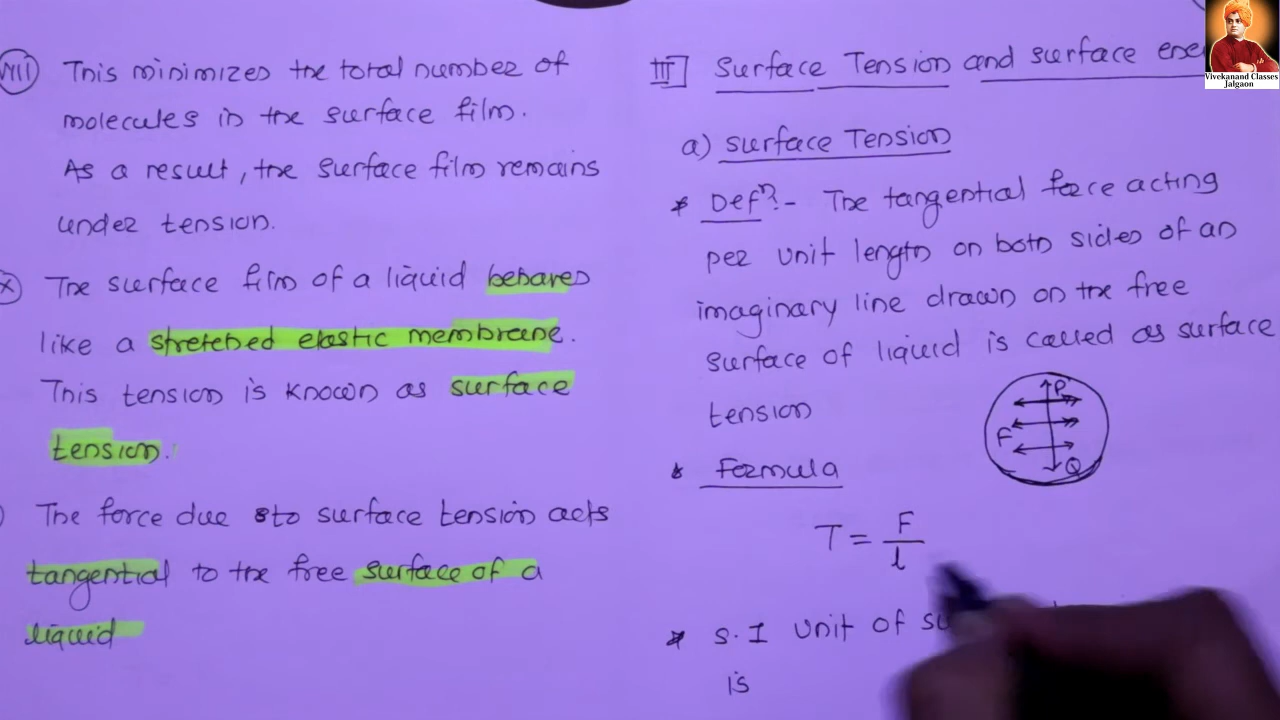 VIII) This minimizes the total number of
molecules in the surface film.
As a result, the surface film remains
under tension.
x) The surface film of a liquid behaves
like a stretched elastic membrane.
This tension is known as surface
tension.
) The force due to surface tension acts
tangential to the free surface of a
liquid
III] Surface Tension and surface ene
a) Surface Tension
* Defn:- The tangential force acting
per unit length on both sides of an
imaginary line drawn on the free
surface of liquid is called as surface
tension
P
F
Q
* Formula
T = F
l
* S.I unit of su
is
Vivekanand Classes
Jalgaon